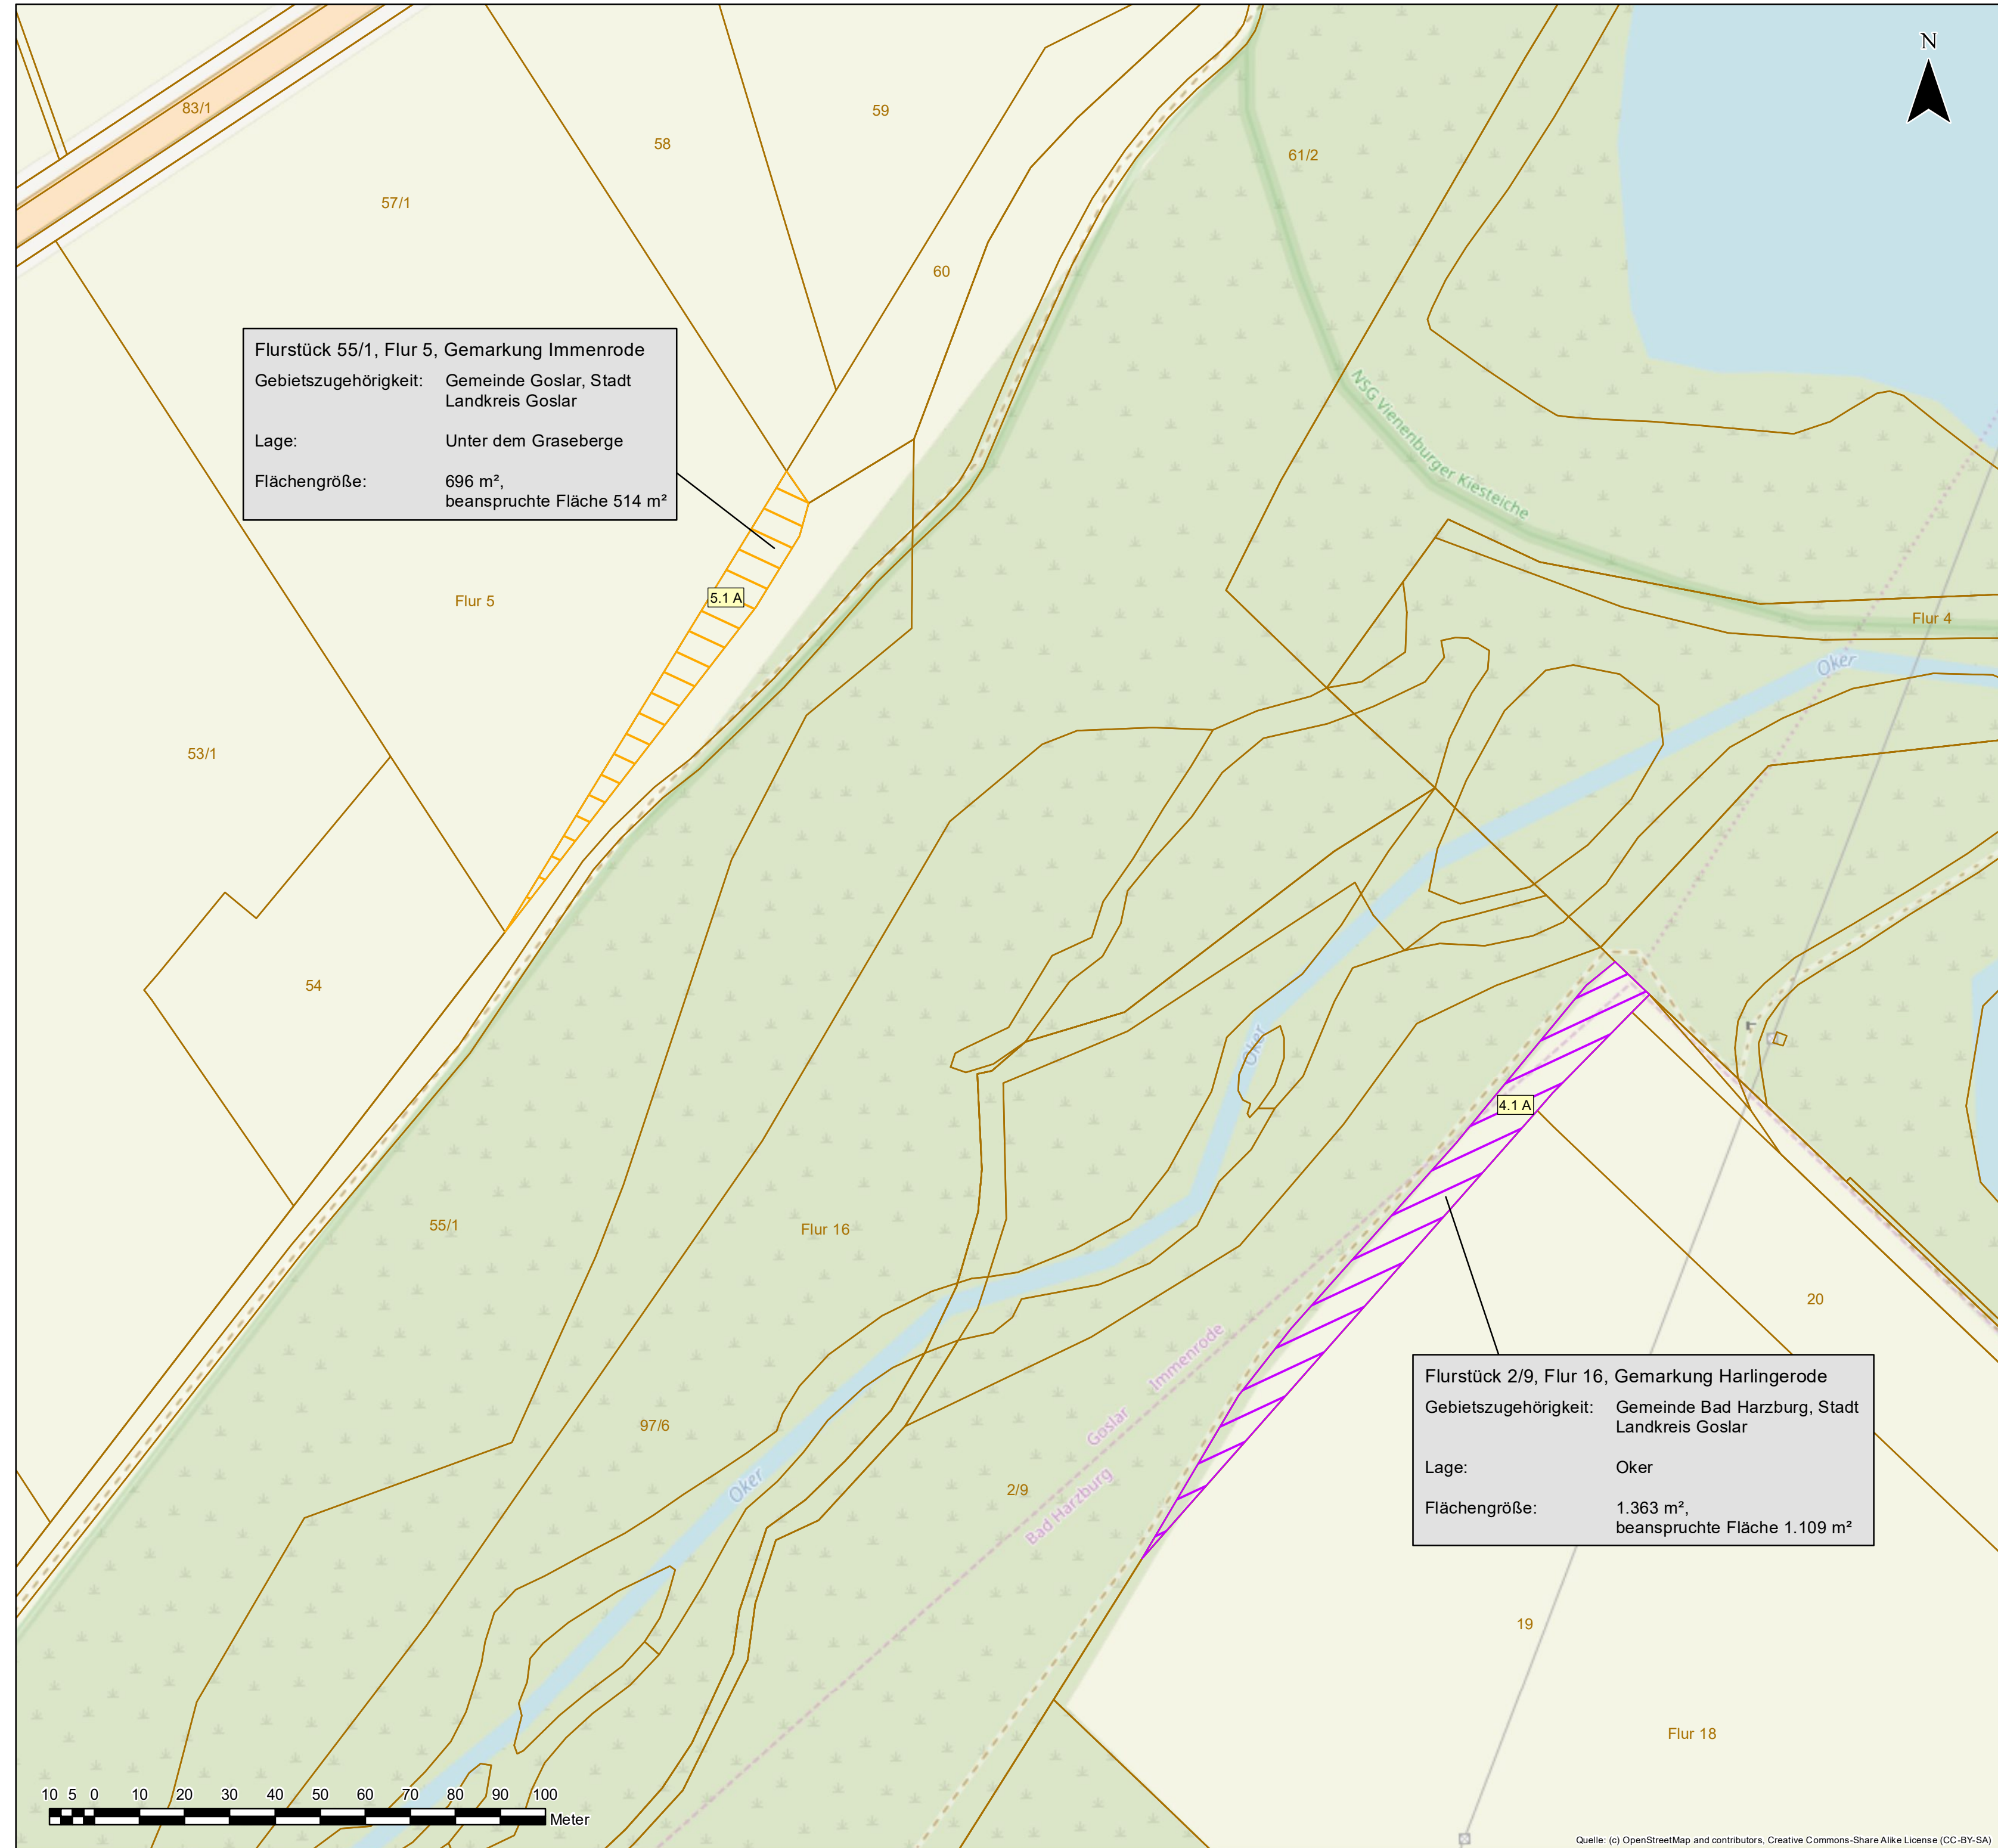 N
83/1
59
58
61/2
57/1
60
Flurstück 55/1, Flur 5, Gemarkung Immenrode
Gebietszugehörigkeit: Gemeinde Goslar, Stadt
Landkreis Goslar
Lage: Unter dem Graseberge
Flächengröße: 696 m²,
beanspruchte Fläche 514 m²
NSG Vienenburger Kiesteiche
5.1 A
Flur 5
Flur 4
Oker
53/1
54
Oker
4.1 A
55/1
Flur 16
20
Immenrode
Goslar
Bad Harzburg
97/6
Oker
2/9
Flurstück 2/9, Flur 16, Gemarkung Harlingerode
Gebietszugehörigkeit: Gemeinde Bad Harzburg, Stadt
Landkreis Goslar
Lage: Oker
Flächengröße: 1.363 m²,
beanspruchte Fläche 1.109 m²
19
Flur 18
10 5 0 10 20 30 40 50 60 70 80 90 100
Meter
Quelle: (c) OpenStreetMap and contributors, Creative Commons-Share Alike License (CC-BY-SA)